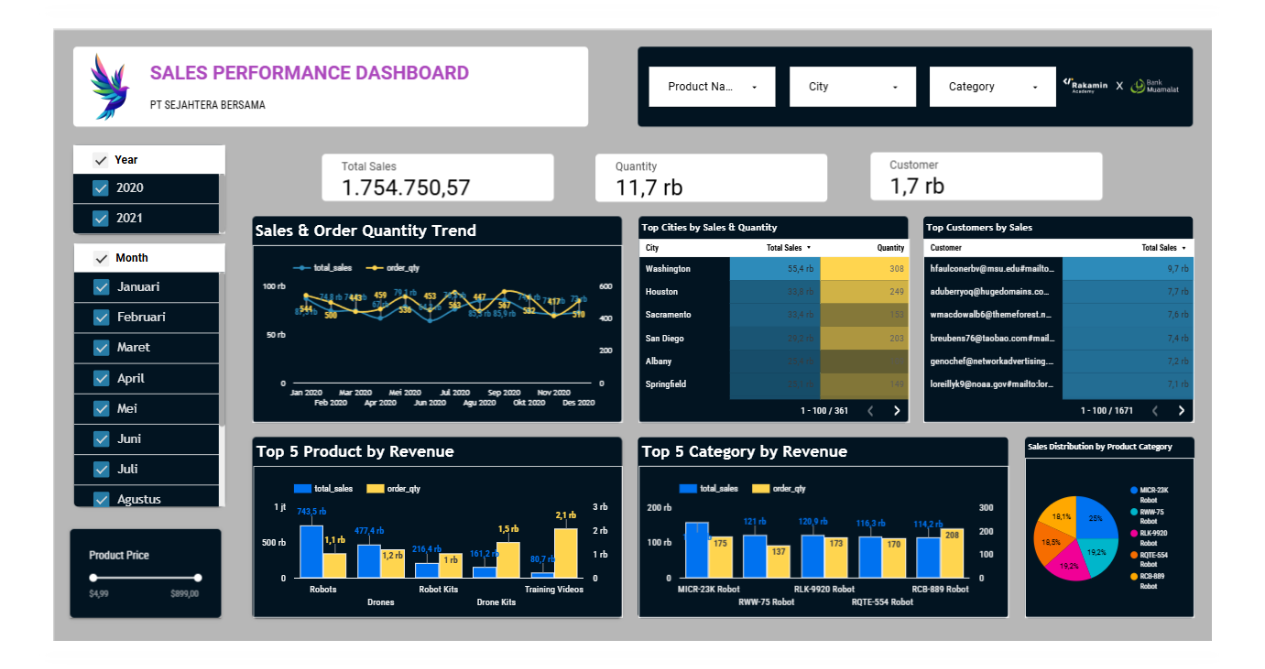 SALES PERFORMANCE DASHBOARD
PT SEJAHTERA BERSAMA
Product Na...
City
Category
Rakamin
Academy
X
Bank
Muamalat
Year
2020
2021
Month
Januari
Februari
Maret
April
Mei
Juni
Juli
Agustus
Product Price
$4,99 $899,00
Total Sales
1.754.750,57
Quantity
11,7 rb
Customer
1,7 rb
Sales & Order Quantity Trend
total_sales order_qty
100 rb
50 rb
0
600
400
200
0
544 500 459 530 453 563 447 567 502 510
Jan 2020 Mar 2020 Mei 2020 Jul 2020 Sep 2020 Nov 2020
Feb 2020 Apr 2020 Jun 2020 Agu 2020 Okt 2020 Des 2020
Top Cities by Sales & Quantity
City Total Sales Quantity
Washington 55,4 rb 308
Houston 249
Sacramento 153
San Diego 203
Albany
Springfield 149
1 - 100 / 361
Top Customers by Sales
Customer Total Sales
hfaulconerbv@msu.edu#mailto... 9,7 rb
aduberryoq@hugedomains.co... 7,7 rb
wmacdowalb6@themeforest.n... 7,6 rb
breubens76@taobao.com#mail... 7,4 rb
genochef@networkadvertising.... 7,2 rb
loreillyk9@noaa.gov#mailto:lor... 7,1 rb
1 - 100 / 1671
Top 5 Product by Revenue
total_sales order_qty
1 jt
500 rb
0
3 rb
2 rb
1 rb
0
743,5 rb 1,1 rb
477,4 rb 1,2 rb
216,4 rb 1 rb
161,2 rb 1,5 rb
80,7 rb 2,1 rb
Robots Robot Kits Training Videos
Drones Drone Kits
Top 5 Category by Revenue
total_sales order_qty
200 rb
100 rb
0
300
200
100
0
175
121 rb 137
120,9 rb 173
116,3 rb 170
114,2 rb 208
MICR-23K Robot RLK-9920 Robot RCB-889 Robot
RWW-75 Robot RQTE-554 Robot
Sales Distribution by Product Category
25%
19,2%
19,2%
18,5%
18,1%
MICR-23K
Robot
RWW-75
Robot
RLK-9920
Robot
RQTE-554
Robot
RCB-889
Robot